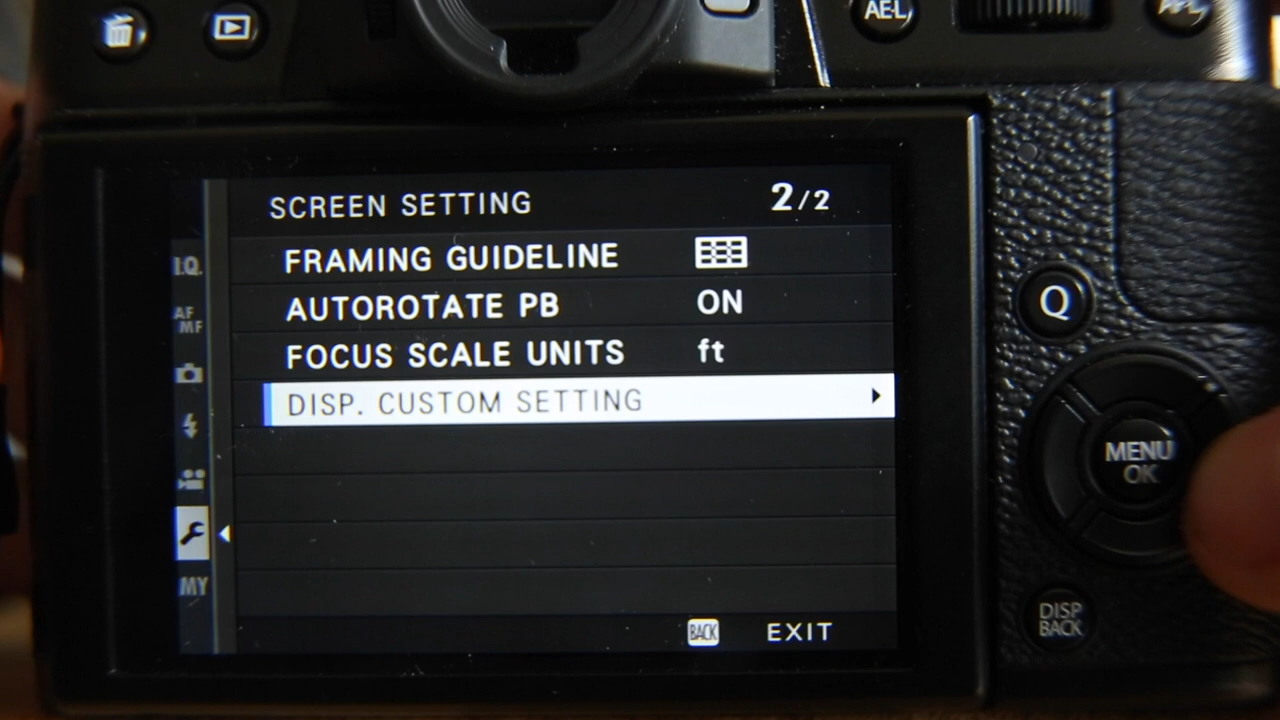 AE-L
AF-L
SCREEN SETTING 2/2
I.Q.
FRAMING GUIDELINE
AUTOROTATE PB ON
AF
MF
FOCUS SCALE UNITS ft
DISP. CUSTOM SETTING
MY
BACK EXIT
Q
MENU
OK
DISP
BACK